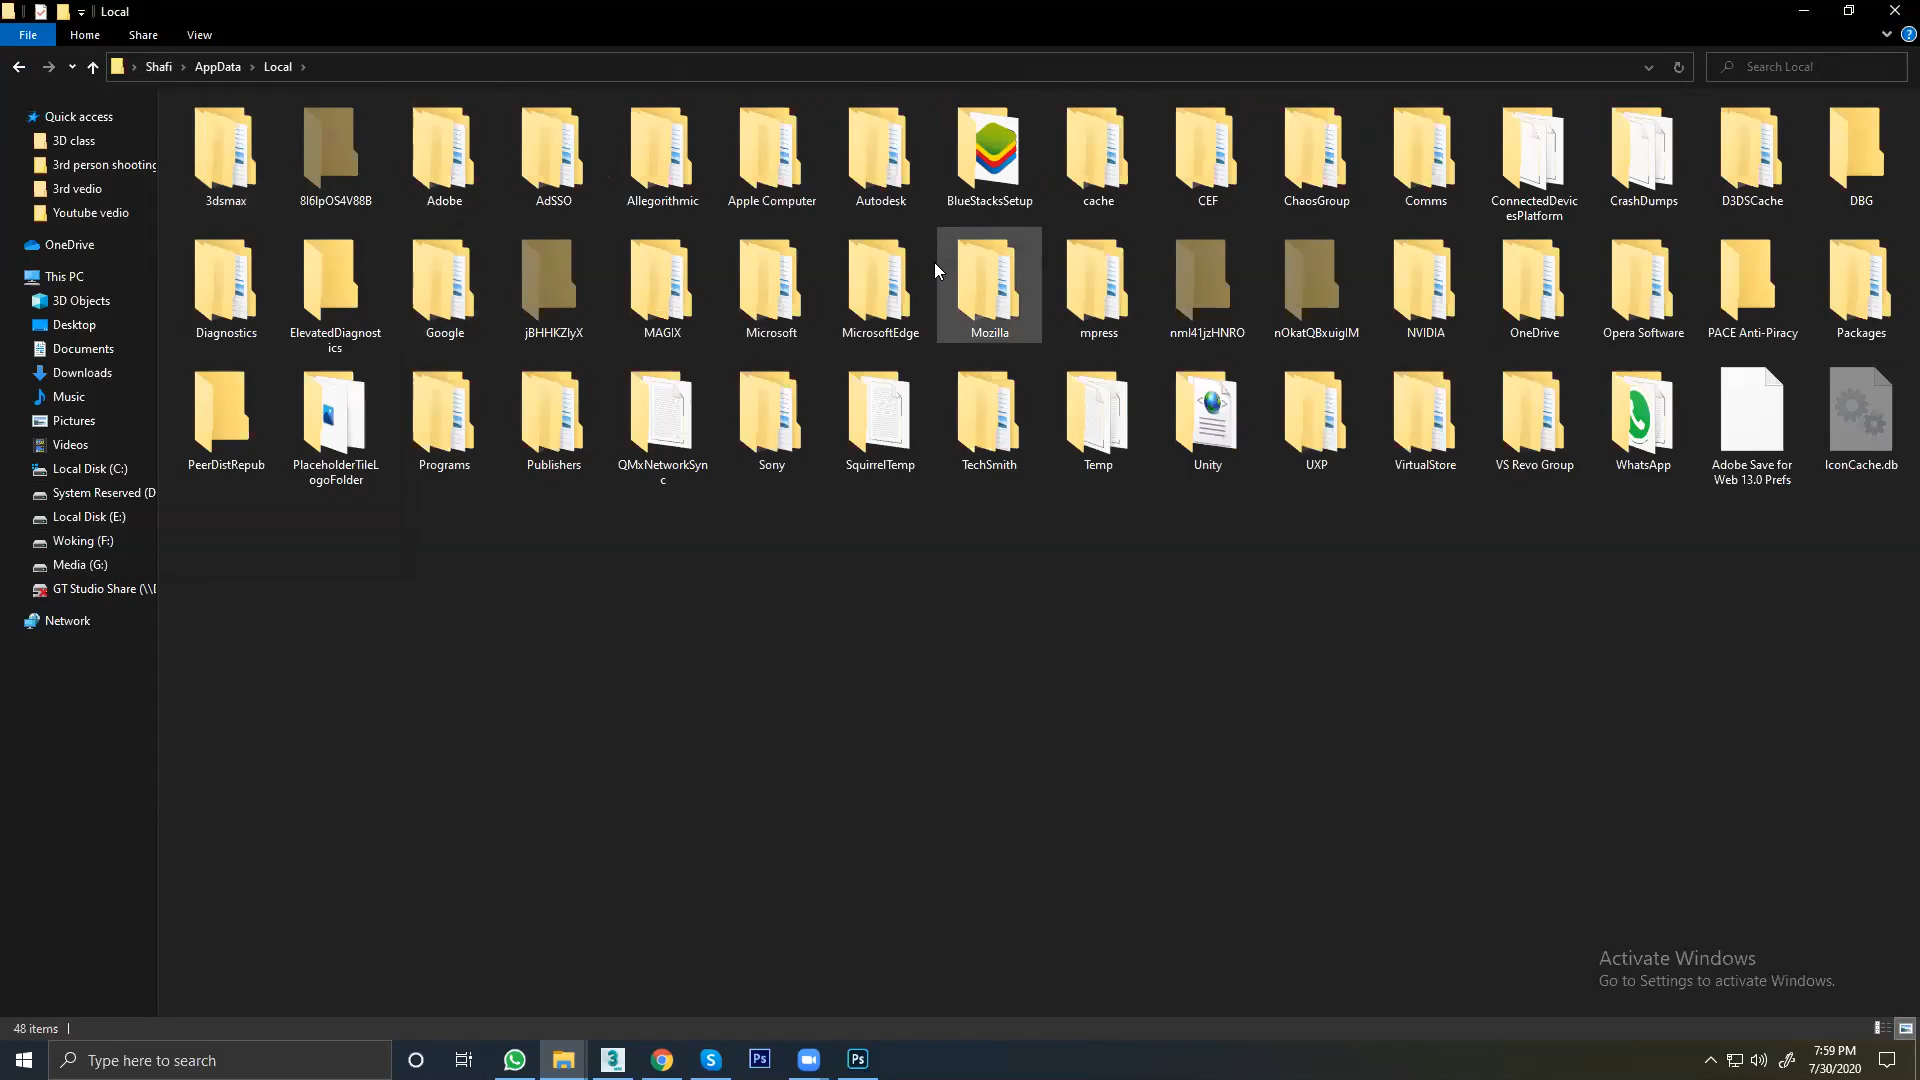 Local
File Home Share View
Shafi AppData Local
Search Local
Quick access
3D class
3rd person shooting
3rd vedio
Youtube vedio
OneDrive
This PC
3D Objects
Desktop
Documents
Downloads
Music
Pictures
Videos
Local Disk (C:)
System Reserved (D
Local Disk (E:)
Woking (F:)
Media (G:)
GT Studio Share (\\D
Network
3dsmax 8I6IpOS4V88B Adobe AdSSO Allegorithmic Apple Computer Autodesk BlueStacksSetup cache CEF ChaosGroup Comms ConnectedDevic CrashDumps D3DSCache DBG
esPlatform
Diagnostics ElevatedDiagnost Google jBHHKZIyX MAGIX Microsoft MicrosoftEdge Mozilla mpress nmI41jzHNRO nOkatQBxuigIM NVIDIA OneDrive Opera Software PACE Anti-Piracy Packages
ics
PeerDistRepub PlaceholderTileL Programs Publishers QMxNetworkSyn Sony SquirrelTemp TechSmith Temp Unity UXP VirtualStore VS Revo Group WhatsApp Adobe Save for IconCache.db
ogoFolder c Web 13.0 Prefs
Activate Windows
Go to Settings to activate Windows.
48 items
Type here to search
Ps
Ps
7:59 PM
7/30/2020